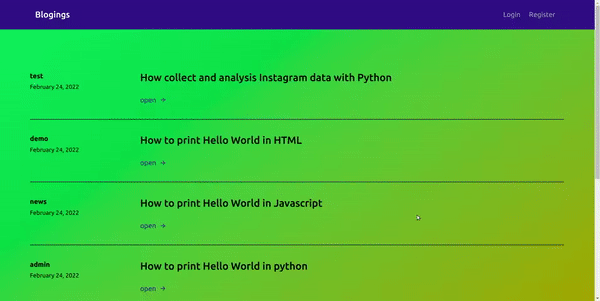 Blogings
Login Register
test
February 24, 2022
How collect and analysis Instagram data with Python
open →
demo
February 24, 2022
How to print Hello World in HTML
open →
news
February 24, 2022
How to print Hello World in Javascript
open →
admin
February 24, 2022
How to print Hello World in python
open →